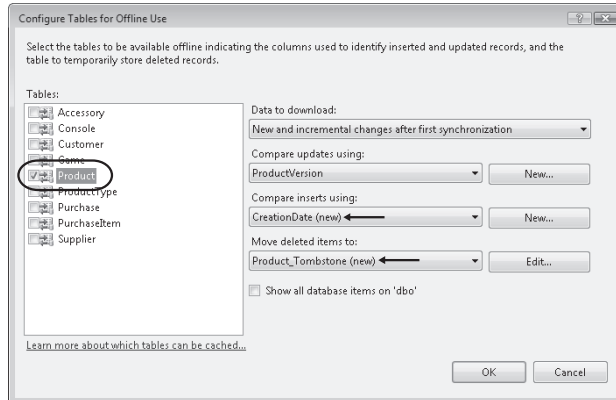 Configure Tables for Offline Use
Select the tables to be available offline indicating the columns used to identify inserted and updated records, and the
table to temporarily store deleted records.
Tables:
Accessory
Console
Customer
Game
Product
ProductType
Purchase
PurchaseItem
Supplier
Data to download:
New and incremental changes after first synchronization
Compare updates using:
ProductVersion
New...
Compare inserts using:
CreationDate (new)
New...
Move deleted items to:
Product_Tombstone (new)
Edit...
Show all database items on 'dbo'
Learn more about which tables can be cached...
OK
Cancel